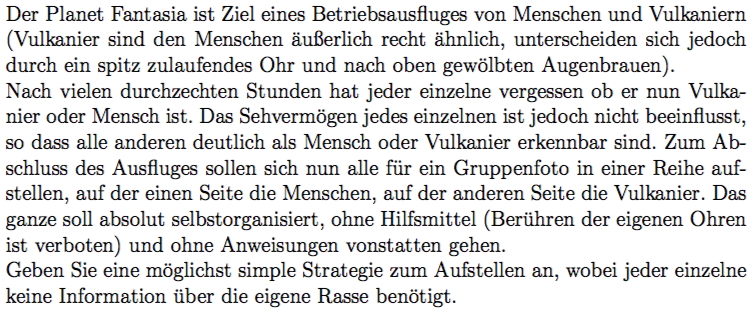 Der Planet Fantasia ist Ziel eines Betriebsausfluges von Menschen und Vulkaniern
(Vulkanier sind den Menschen äußerlich recht ähnlich, unterscheiden sich jedoch
durch ein spitz zulaufendes Ohr und nach oben gewölbten Augenbrauen).
Nach vielen durchzechten Stunden hat jeder einzelne vergessen ob er nun Vulka-
nier oder Mensch ist. Das Sehvermögen jedes einzelnen ist jedoch nicht beeinflusst,
so dass alle anderen deutlich als Mensch oder Vulkanier erkennbar sind. Zum Ab-
schluss des Ausfluges sollen sich nun alle für ein Gruppenfoto in einer Reihe auf-
stellen, auf der einen Seite die Menschen, auf der anderen Seite die Vulkanier. Das
ganze soll absolut selbstorganisiert, ohne Hilfsmittel (Berühren der eigenen Ohren
ist verboten) und ohne Anweisungen vonstatten gehen.
Geben Sie eine möglichst simple Strategie zum Aufstellen an, wobei jeder einzelne
keine Information über die eigene Rasse benötigt.